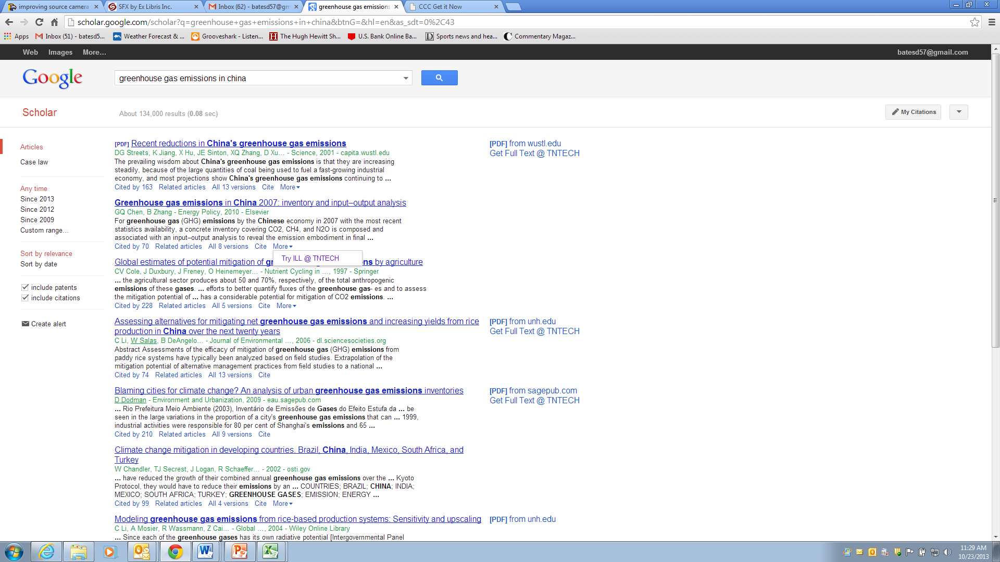 improving source camera
SFX by Ex Libris Inc.
Inbox (62) - batesd57@gm
greenhouse gas emissions
CCC Get it Now
scholar.google.com/scholar?q=greenhouse+gas+emissions+in+china&btnG=&hl=en&as_sdt=0%2C43
Apps
Inbox (51) - batesd5...
Weather Forecast & ...
Grooveshark - Listen...
The Hugh Hewitt Sh...
U.S. Bank Online Ba...
Sports news and hea...
Commentary Magaz...
Web Images More...
batesd57@gmail.com
Google
greenhouse gas emissions in china
Scholar
About 134,000 results (0.08 sec)
My Citations
Articles
Case law
Any time
Since 2013
Since 2012
Since 2009
Custom range...
Sort by relevance
Sort by date
include patents
include citations
Create alert
[PDF] Recent reductions in China's greenhouse gas emissions
DG Streets, K Jiang, X Hu, JE Sinton, XQ Zhang, D Xu... - Science, 2001 - capita.wustl.edu
The prevailing wisdom about China's greenhouse gas emissions is that they are increasing
steadily, because of the large quantities of coal being used to fuel a fast-growing industrial
economy, and most projections show China's greenhouse gas emissions continuing to ...
Cited by 163 Related articles All 13 versions Cite More
[PDF] from wustl.edu
Get Full Text @ TNTECH
Greenhouse gas emissions in China 2007: inventory and input–output analysis
GQ Chen, B Zhang - Energy Policy, 2010 - Elsevier
For greenhouse gas (GHG) emissions by the Chinese economy in 2007 with the most recent
statistics availability, a concrete inventory covering CO2, CH4, and N2O is composed and
associated with an input–output analysis to reveal the emission embodiment in final ...
Cited by 70 Related articles All 8 versions Cite More
Try ILL @ TNTECH
Global estimates of potential mitigation of gr ns by agriculture
CV Cole, J Duxbury, J Freney, O Heinemeyer... - Nutrient Cycling in ..., 1997 - Springer
... the agricultural sector produces about 50 and 70%, respectively, of the total anthropogenic
emissions of these gases. ... efforts to better quantify fluxes of the greenhouse gas- es and to assess
the mitigation potential of ... has a considerable potential for mitigation of CO2 emissions. ...
Cited by 228 Related articles All 5 versions Cite More
Assessing alternatives for mitigating net greenhouse gas emissions and increasing yields from rice
production in China over the next twenty years
C Li, W Salas, B DeAngelo... - Journal of Environmental ..., 2006 - dl.sciencesocieties.org
Abstract Assessments of the efficacy of mitigation of greenhouse gas (GHG) emissions from
paddy rice systems have typically been analyzed based on field studies. Extrapolation of the
mitigation potential of alternative management practices from field studies to a national ...
Cited by 74 Related articles All 13 versions Cite
[PDF] from unh.edu
Get Full Text @ TNTECH
Blaming cities for climate change? An analysis of urban greenhouse gas emissions inventories
D Dodman - Environment and Urbanization, 2009 - eau.sagepub.com
... Rio Prefeitura Meio Ambiente (2003), Inventário de Emissões de Gases do Efeito Estufa da ... be
seen in the large variations in the proportion of a city's greenhouse gas emissions that can ... 1999,
industrial activities were responsible for 80 per cent of Shanghai's emissions and 65 ...
Cited by 210 Related articles All 9 versions Cite
[PDF] from sagepub.com
Get Full Text @ TNTECH
Climate change mitigation in developing countries. Brazil, China, India, Mexico, South Africa, and
Turkey
W Chandler, TJ Secrest, J Logan, R Schaeffer... - 2002 - osti.gov
... have reduced the growth of their combined annual greenhouse gas emissions over the ... Kyoto
Protocol, they would have to reduce their emissions by an ... COUNTRIES; BRAZIL; CHINA; INDIA;
MEXICO; SOUTH AFRICA; TURKEY; GREENHOUSE GASES; EMISSION; ENERGY ...
Cited by 99 Related articles All 4 versions Cite More
Modeling greenhouse gas emissions from rice-based production systems: Sensitivity and upscaling
C Li, A Mosier, R Wassmann, Z Cai... - Global ..., 2004 - Wiley Online Library
... Since each of the greenhouse gases has its own radiative potential [Intergovernmental Panel
[PDF] from unh.edu
11:29 AM
10/23/2013